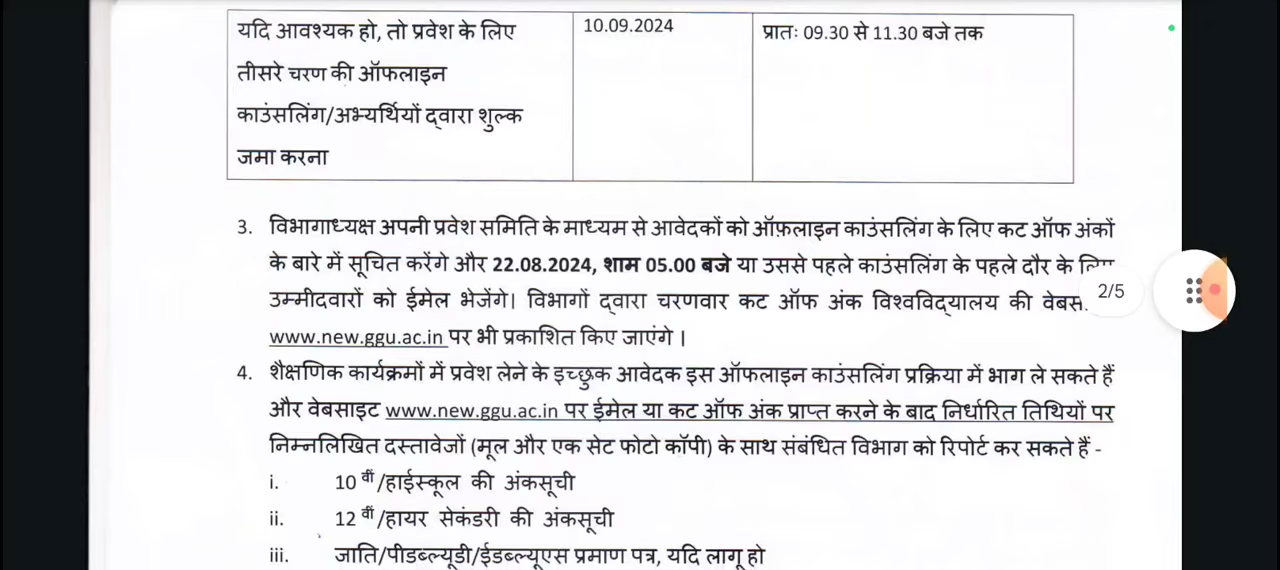 यदि आवश्यक हो, तो प्रवेश के लिए
तीसरे चरण की ऑफलाइन
काउंसलिंग/अभ्यर्थियों द्वारा शुल्क
जमा करना
10.09.2024
प्रातः 09.30 से 11.30 बजे तक
3. विभागाध्यक्ष अपनी प्रवेश समिति के माध्यम से आवेदकों को ऑफ़लाइन काउंसलिंग के लिए कट ऑफ अंकों
के बारे में सूचित करेंगे और 22.08.2024, शाम 05.00 बजे या उससे पहले काउंसलिंग के पहले दौर के
उम्मीदवारों को ईमेल भेजेंगे। विभागों द्वारा चरणवार कट ऑफ अंक विश्वविद्यालय की
www.new.ggu.ac.in पर भी प्रकाशित किए जाएंगे ।
4. शैक्षणिक कार्यक्रमों में प्रवेश लेने के इच्छुक आवेदक इस ऑफलाइन काउंसलिंग प्रक्रिया में भाग ले सकते हैं
और वेबसाइट www.new.ggu.ac.in पर ईमेल या कट ऑफ अंक प्राप्त करने के बाद निर्धारित तिथियों पर
निम्नलिखित दस्तावेजों (मूल और एक सेट फोटो कॉपी) के साथ संबंधित विभाग को रिपोर्ट कर सकते हैं -
i. 10 वीं /हाईस्कूल की अंकसूची
ii. 12 वीं /हायर सेकंडरी की अंकसूची
iii. जाति/पीडब्ल्यूडी/ईडब्ल्यूएस प्रमाण पत्र, यदि लागू हो
2/5